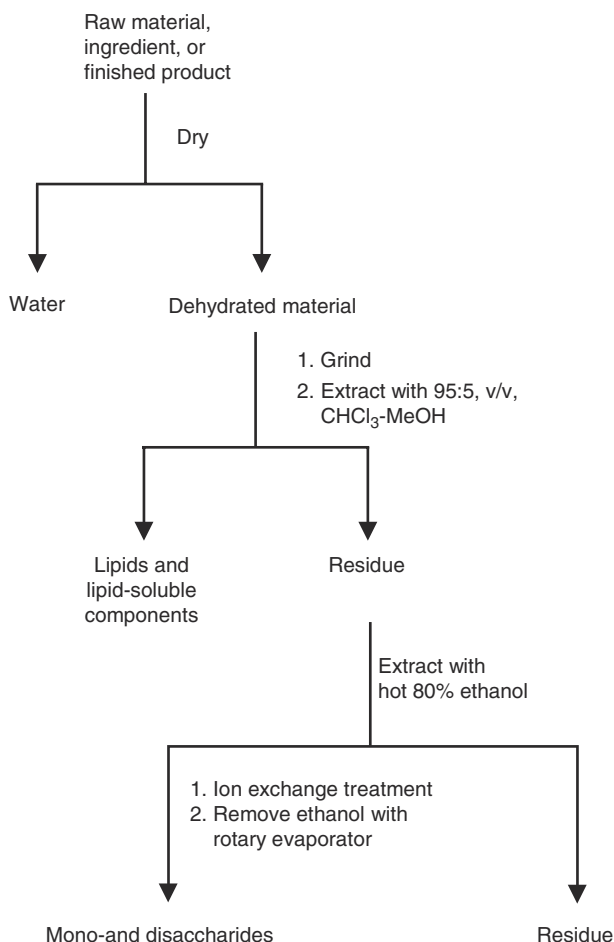 Raw material,
ingredient, or
finished product
Dry
Water
Dehydrated material
1. Grind
2. Extract with 95:5, v/v,
CHCl₃-MeOH
Lipids and
lipid-soluble
components
Residue
Extract with
hot 80% ethanol
1. Ion exchange treatment
2. Remove ethanol with
rotary evaporator
Mono-and disaccharides
Residue